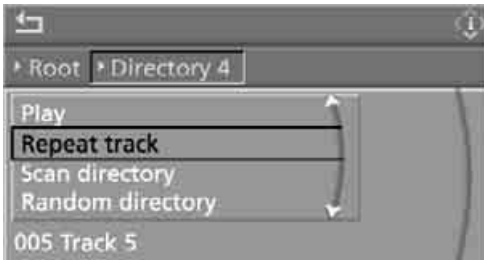 Root Directory 4
Play
Repeat track
Scan directory
Random directory
005 Track 5